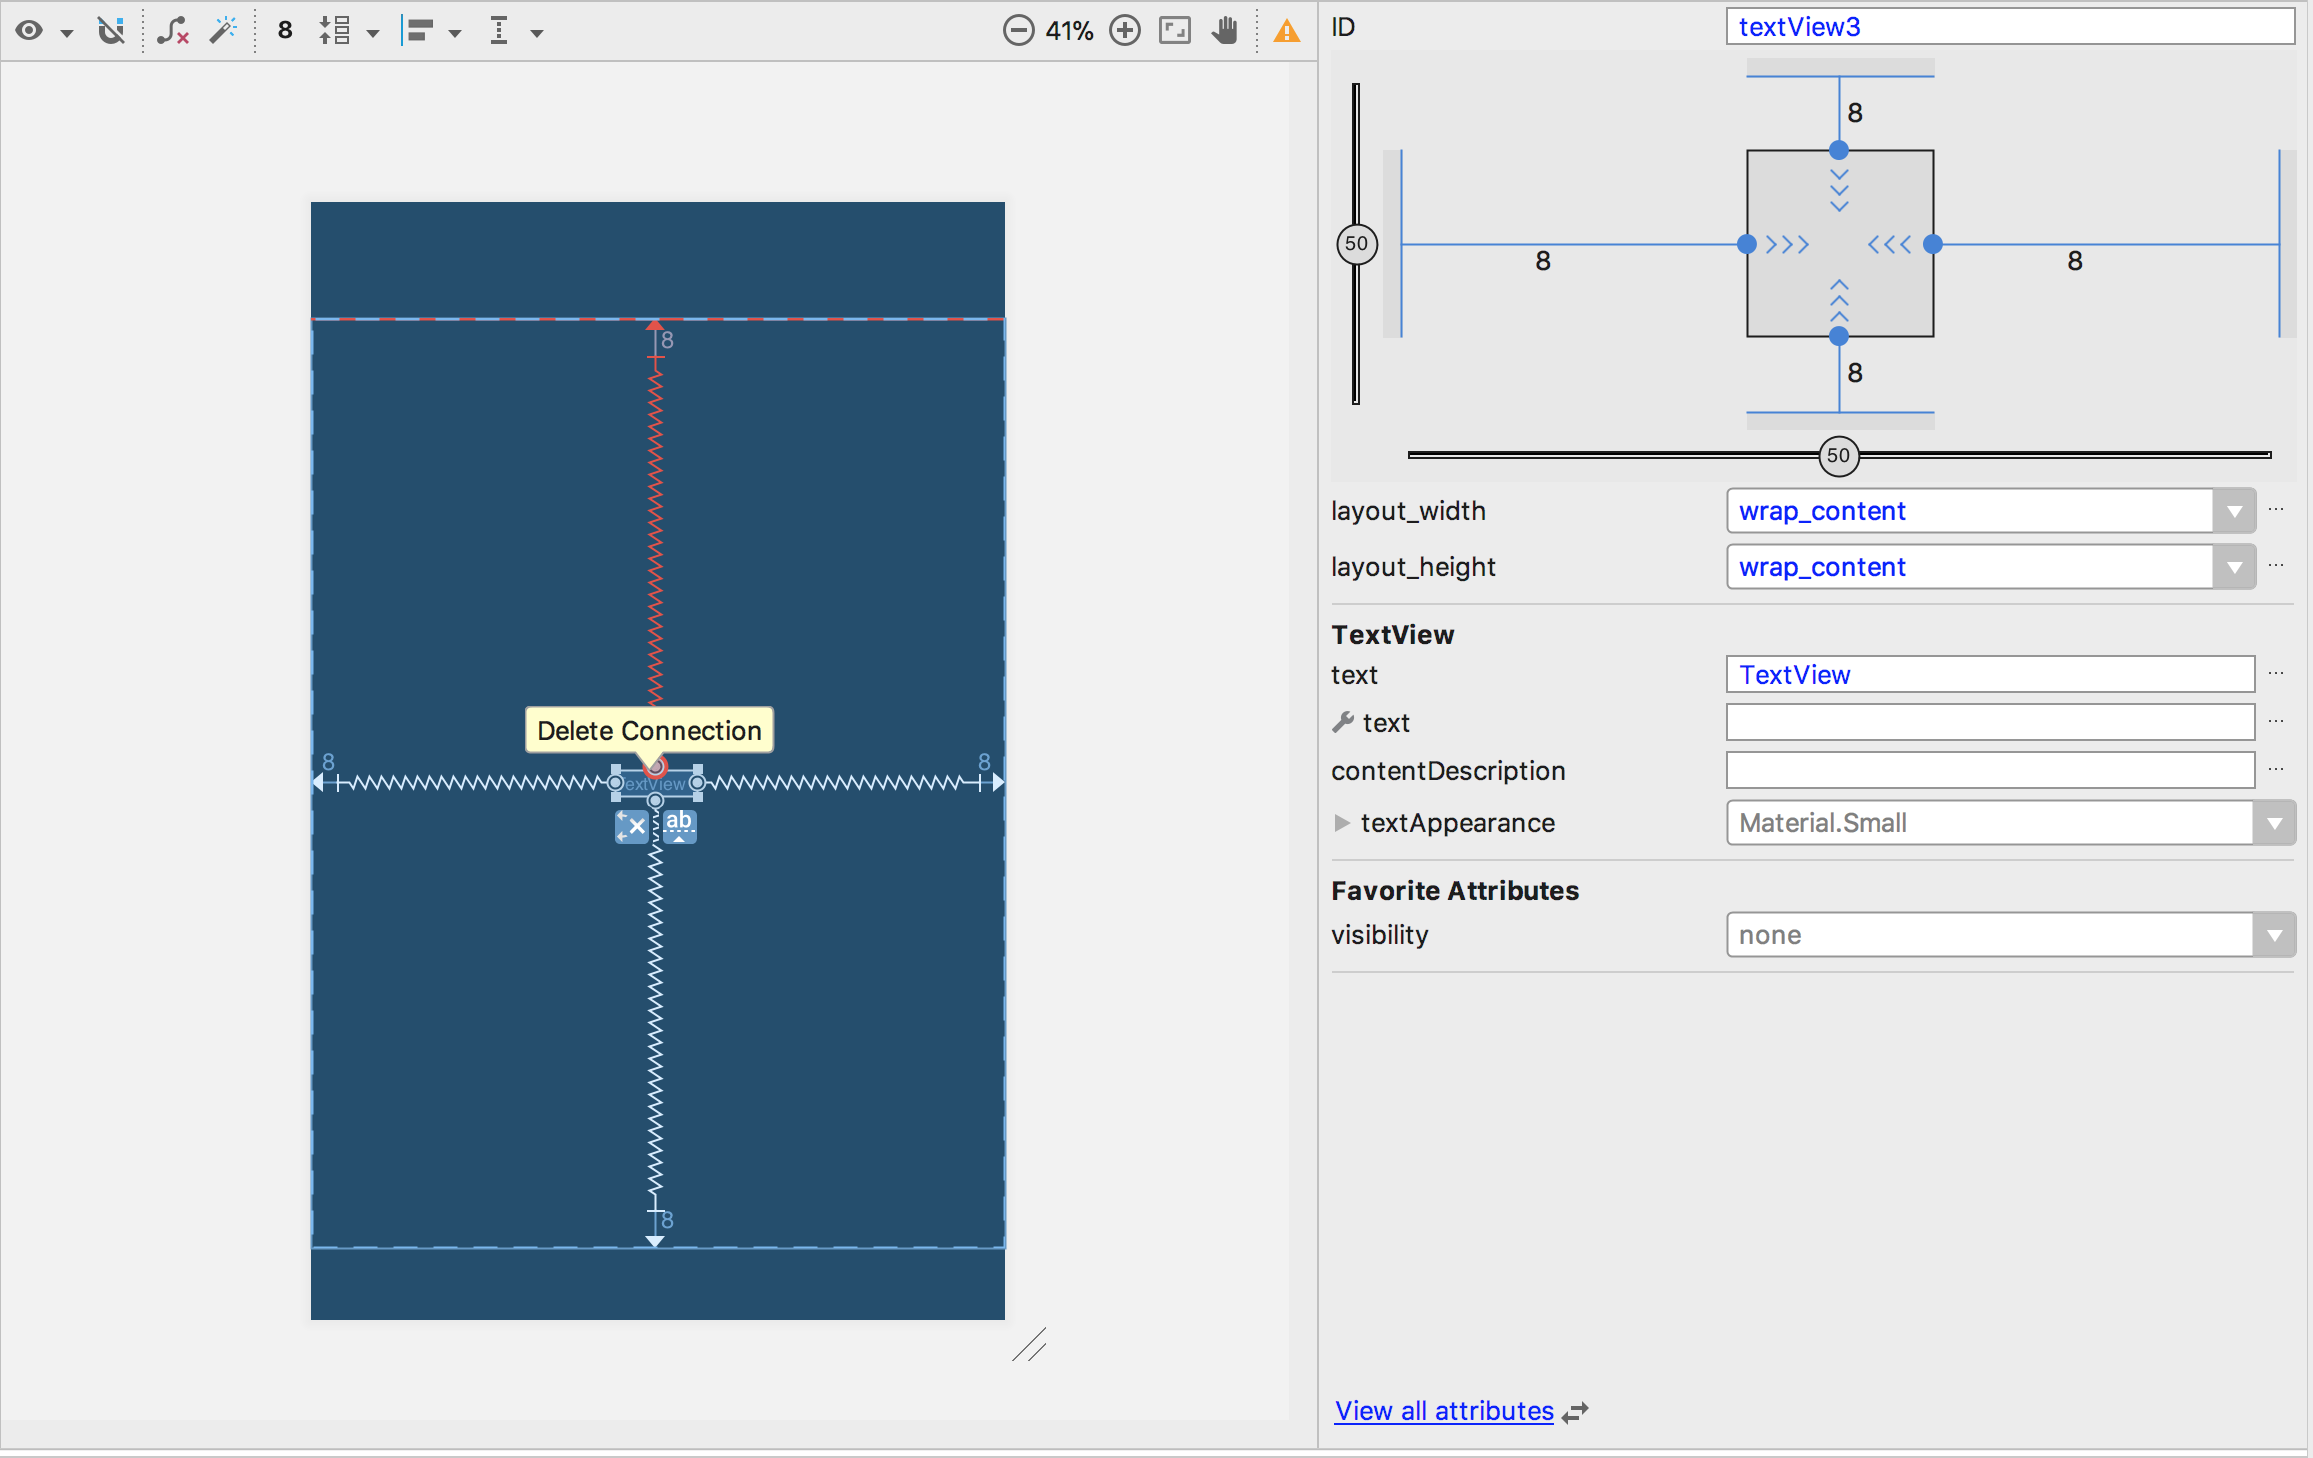 8
41%
ID
textView3
8
50
8
8
8
50
8
Delete Connection
8
8
TextView
ab
8
layout_width
wrap_content
layout_height
wrap_content
TextView
text
TextView
text
contentDescription
textAppearance
Material.Small
Favorite Attributes
visibility
none
View all attributes